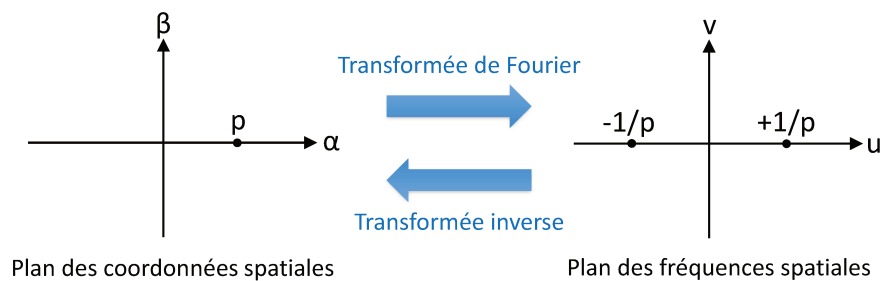 β
p
α
Plan des coordonnées spatiales
Transformée de Fourier
Transformée inverse
v
-1/p
+1/p
u
Plan des fréquences spatiales